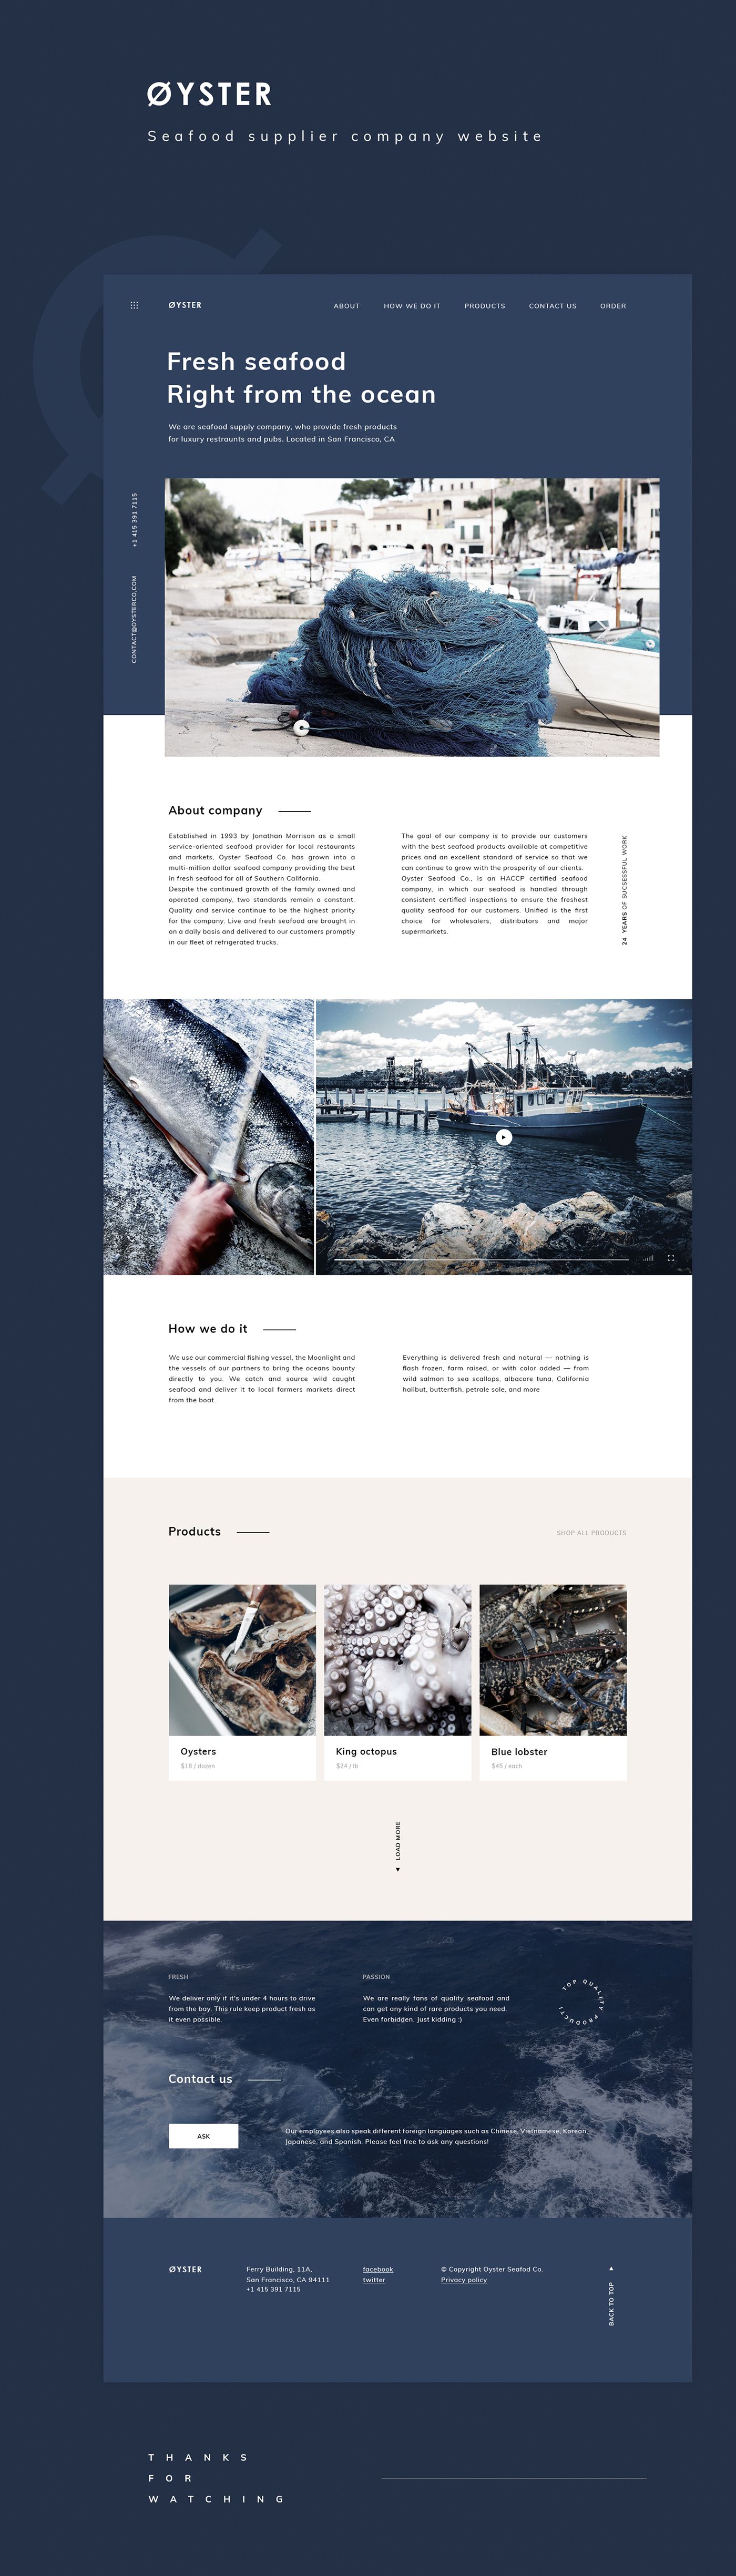 ØYSTER
Seafood supplier company website
ØYSTER
ABOUT
HOW WE DO IT
PRODUCTS
CONTACT US
ORDER
Fresh seafood
Right from the ocean
We are seafood supply company, who provide fresh products
for luxury restraunts and pubs. Located in San Francisco, CA
+1 415 391 7115
CONTACT@OYSTERCO.COM
About company
Established in 1993 by Jonathan Morrison as a small
service-oriented seafood provider for local restaurants
and markets, Oyster Seafood Co. has grown into a
multi-million dollar seafood company providing the best
in fresh seafood for all of Southern California.
Despite the continued growth of the family owned and
operated company, two standards remain a constant.
Quality and service continue to be the highest priority
for the company. Live and fresh seafood are brought in
on a daily basis and delivered to our customers promptly
in our fleet of refrigerated trucks.
The goal of our company is to provide our customers
with the best seafood products available at competitive
prices and an excellent standard of service so that we
can continue to grow with the prosperity of our clients.
Oyster Seafood Co., is an HACCP certified seafood
company, in which our seafood is handled through
consistent certified inspections to ensure the freshest
quality seafood for our customers. Unified is the first
choice for wholesalers, distributors and major
supermarkets.
24 YEARS OF SUCSESSFUL WORK
How we do it
We use our commercial fishing vessel, the Moonlight and
the vessels of our partners to bring the oceans bounty
directly to you. We catch and source wild caught
seafood and deliver it to local farmers markets direct
from the boat.
Everything is delivered fresh and natural — nothing is
flash frozen, farm raised, or with color added — from
wild salmon to sea scallops, albacore tuna, California
halibut, butterfish, petrale sole, and more
Products
SHOP ALL PRODUCTS
Oysters
$18 / dozen
King octopus
$24 / lb
Blue lobster
$45 / each
LOAD MORE
FRESH
We deliver only if it's under 4 hours to drive
from the bay. This rule keep product fresh as
it even possible.
PASSION
We are really fans of quality seafood and
can get any kind of rare products you need.
Even forbidden. Just kidding :)
TOP QUALITY PRODUCT!
Contact us
ASK
Our employees also speak different foreign languages such as Chinese, Vietnamese, Korean,
Japanese, and Spanish. Please feel free to ask any questions!
ØYSTER
Ferry Building, 11A,
San Francisco, CA 94111
+1 415 391 7115
facebook
twitter
© Copyright Oyster Seafod Co.
Privacy policy
BACK TO TOP
THANKS
FOR
WATCHING